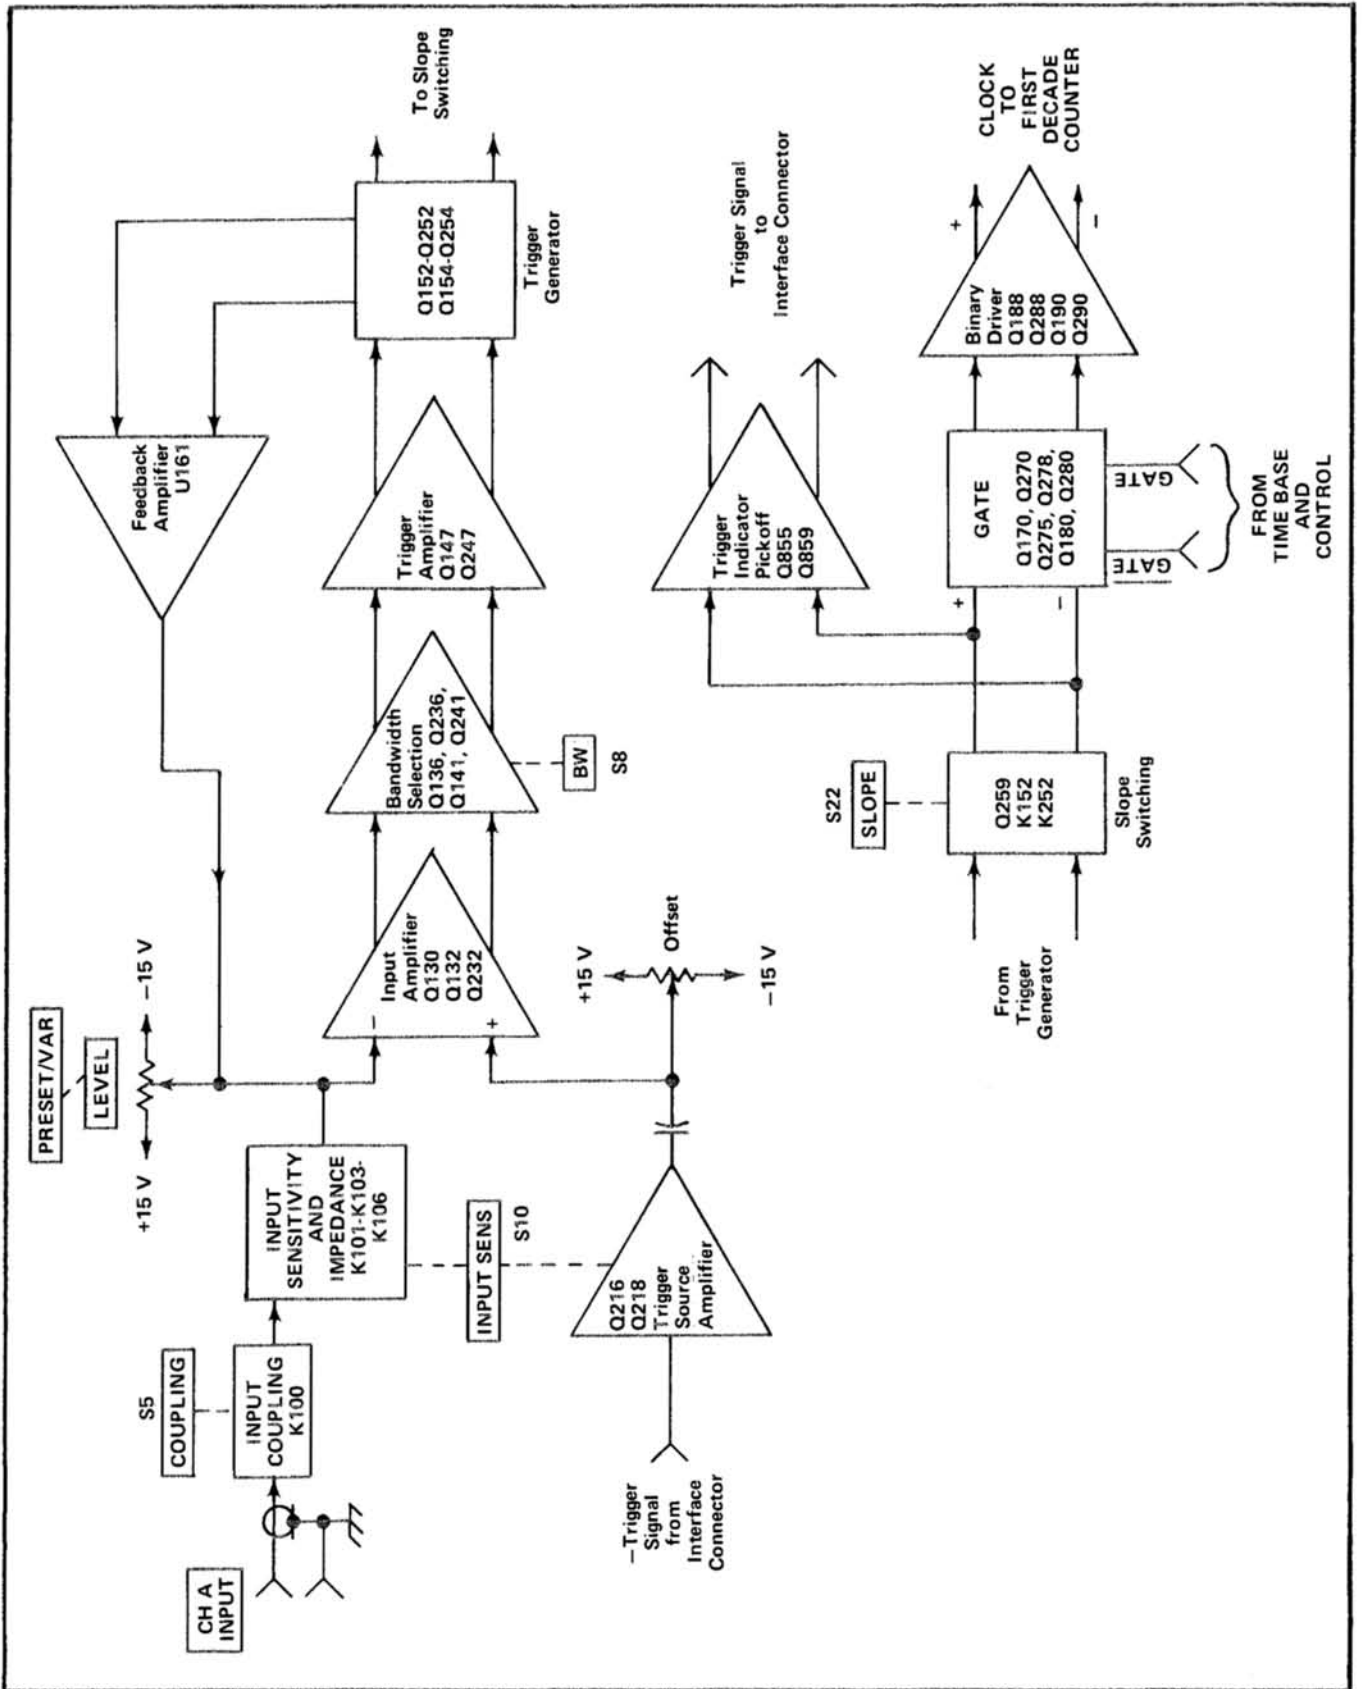 CH A
INPUT
S5
COUPLING
INPUT
COUPLING
K100
INPUT
SENSITIVITY
AND
IMPEDANCE
K101-K103-
K106
PRESET/VAR
LEVEL
+15 V
−15 V
INPUT SENS
S10
−Trigger
Signal
from
Interface
Connector
Q216
Q218
Trigger
Source
Amplifier
+15 V
Offset
−15 V
−
+
Input
Amplifier
Q130
Q132
Q232
Bandwidth
Selection
Q136, Q236,
Q141, Q241
BW
S8
Trigger
Amplifier
Q147
Q247
Feedback
Amplifier
U161
Q152-Q252
Q154-Q254
Trigger
Generator
To Slope
Switching
From
Trigger
Generator
S22
SLOPE
Q259
K152
K252
Slope
Switching
Trigger
Indicator
Pickoff
Q855
Q859
Trigger Signal
to
Interface Connector
+
−
GATE
Q170, Q270
Q275, Q278,
Q180, Q280
GATE
GATE
FROM
TIME BASE
AND
CONTROL
Binary
Driver
Q188
Q288
Q190
Q290
+
−
CLOCK
TO
FIRST
DECADE
COUNTER